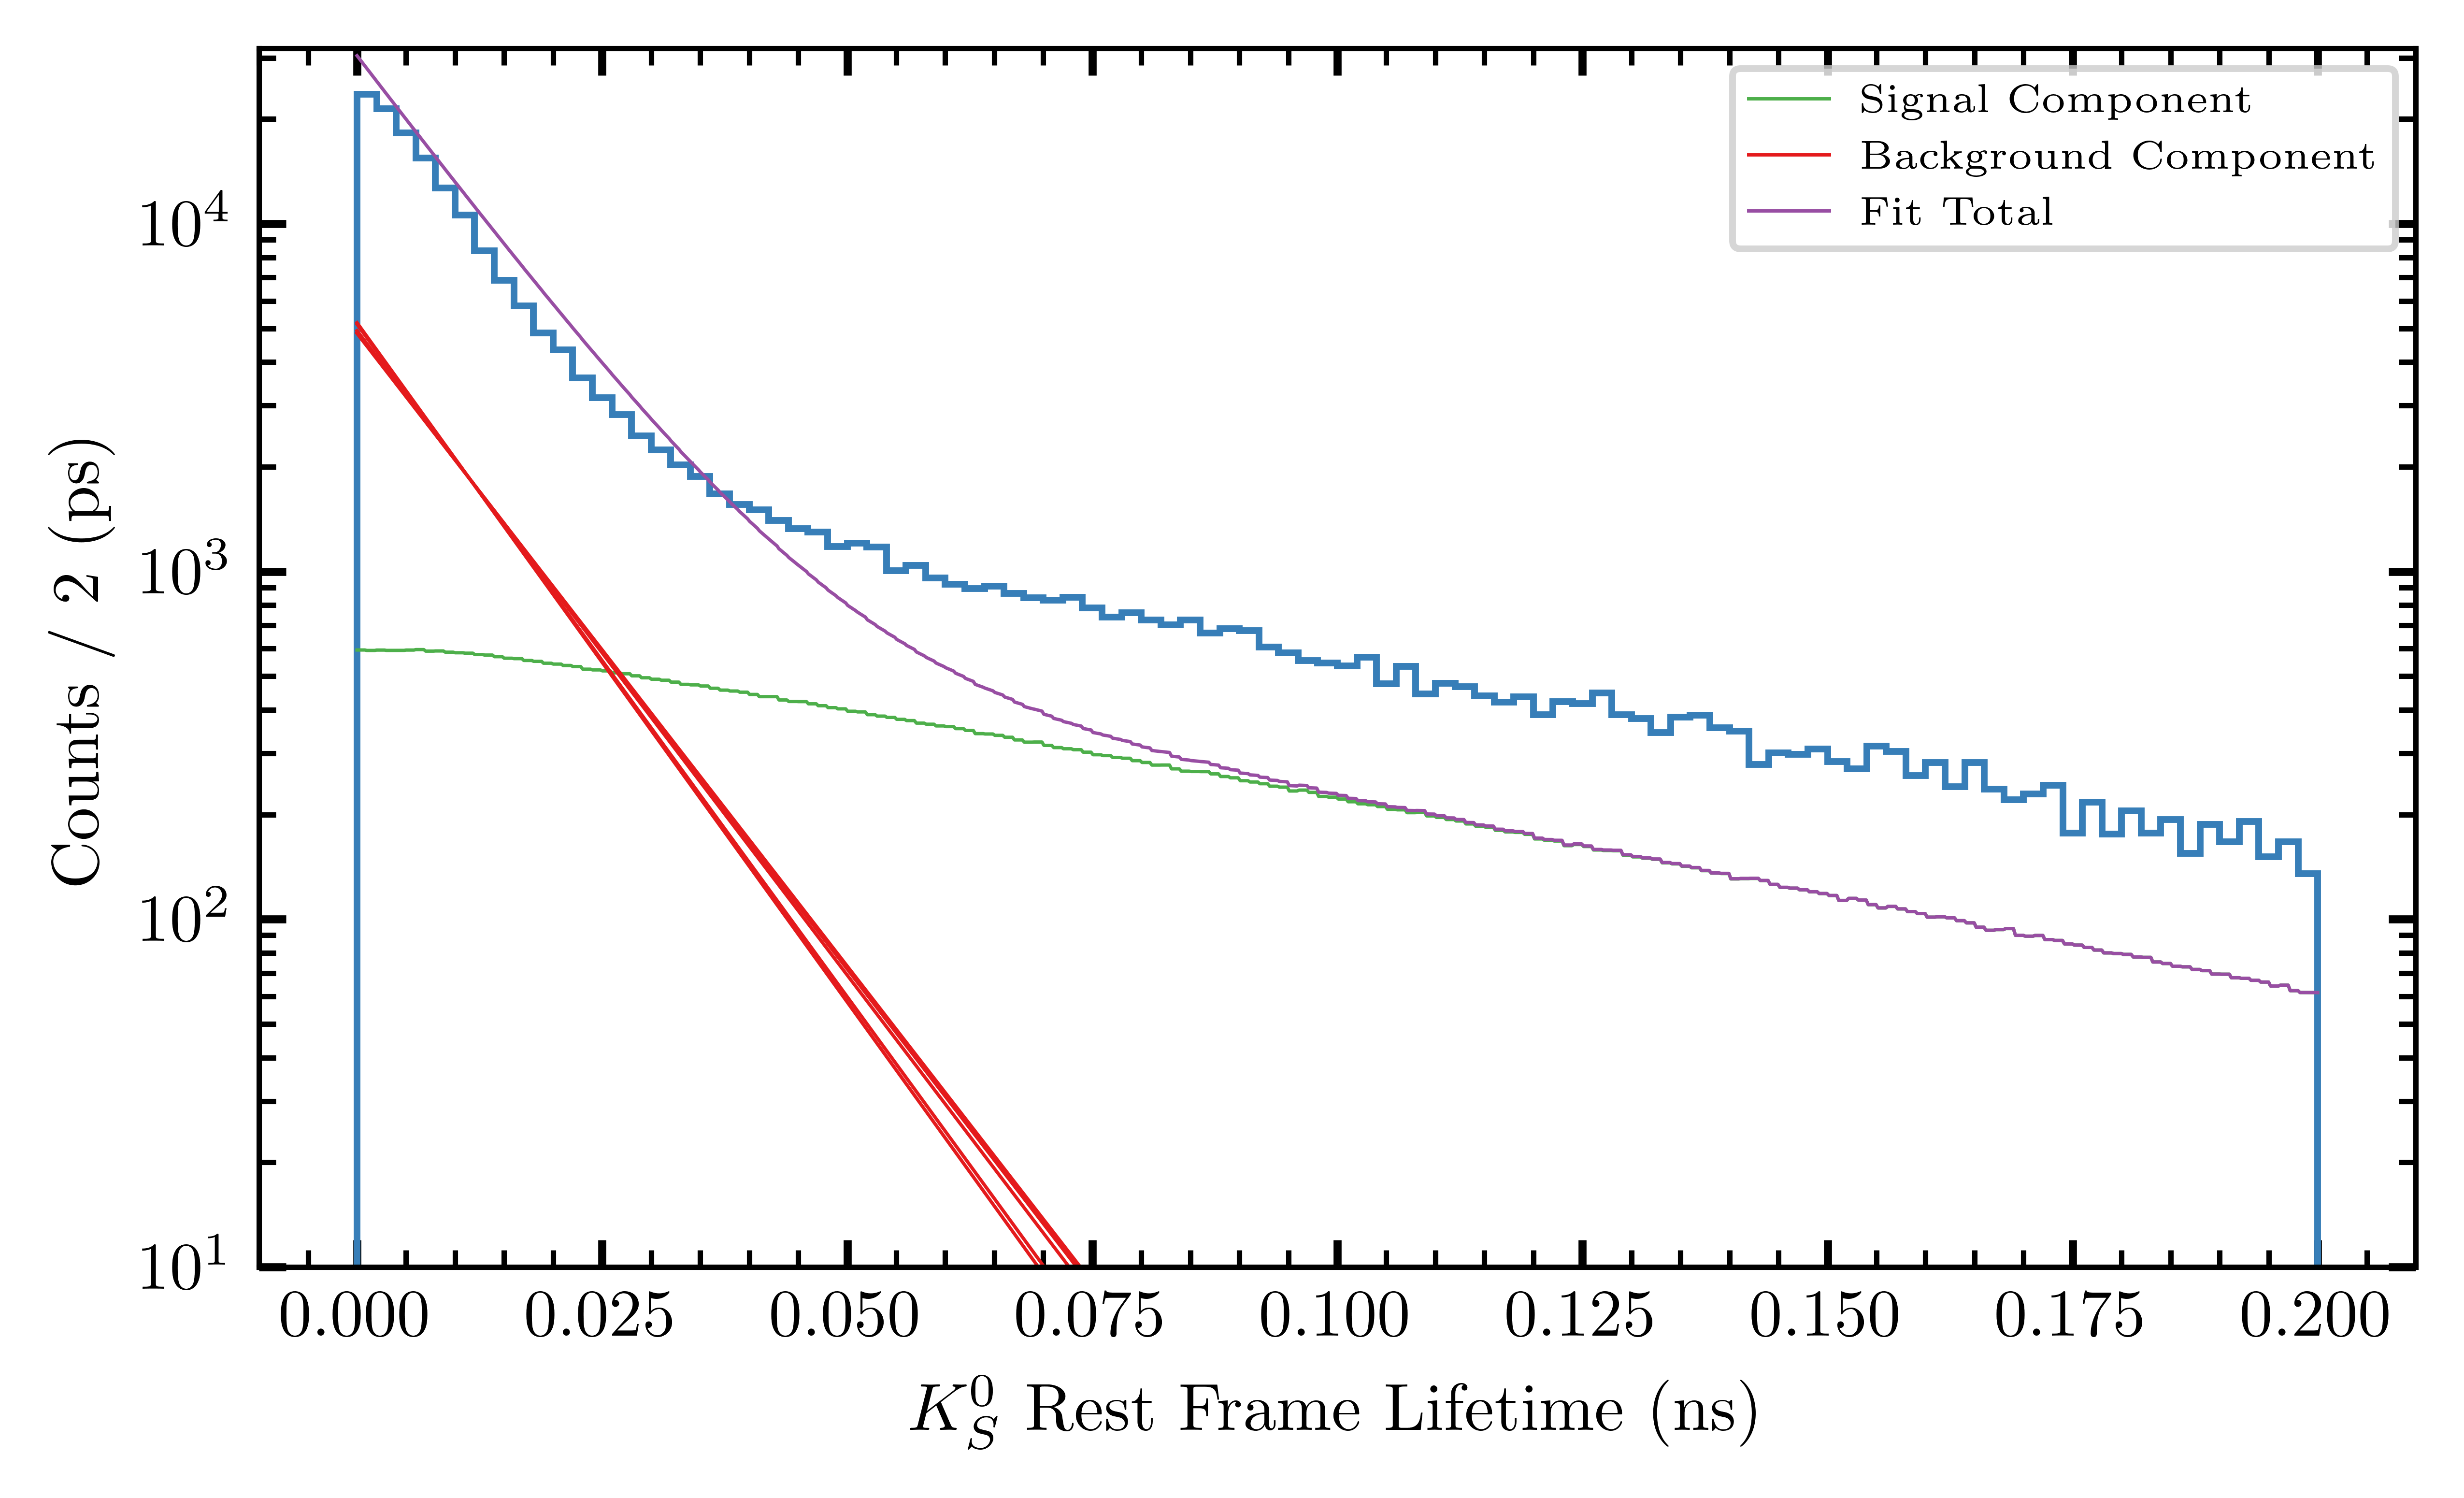 Signal Component
Background Component
Fit Total
10^4
10^3
10^2
10^1
Counts / 2 (ps)
0.000 0.025 0.050 0.075 0.100 0.125 0.150 0.175 0.200
K_S^0 Rest Frame Lifetime (ns)